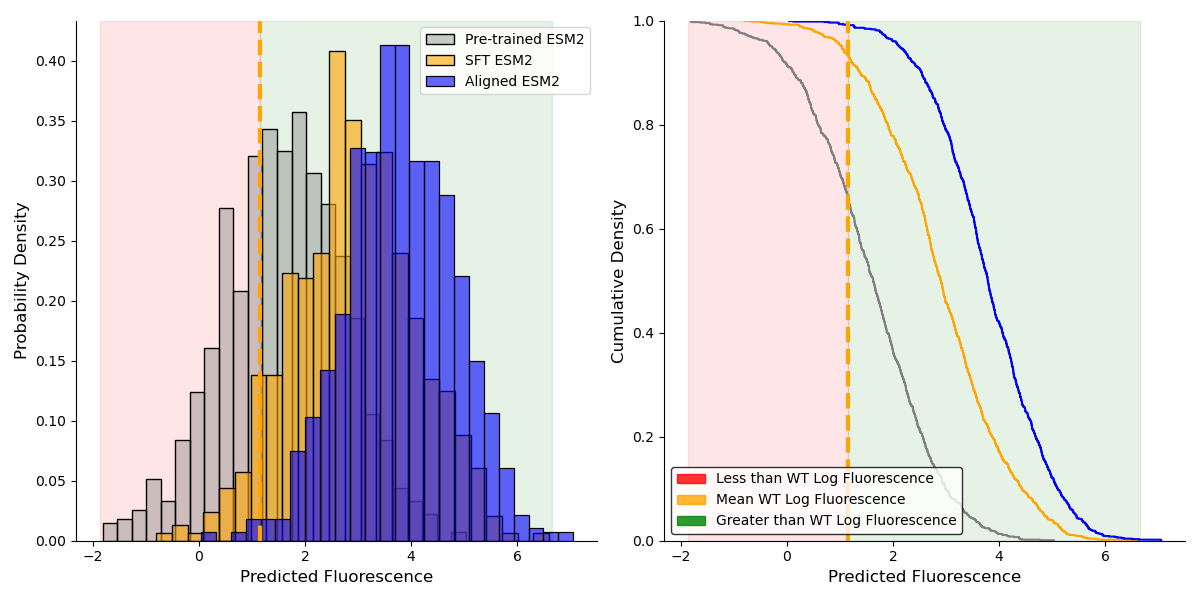 Probability Density
0.40
0.35
0.30
0.25
0.20
0.15
0.10
0.05
0.00
−2
0
2
4
6
Predicted Fluorescence
Pre-trained ESM2
SFT ESM2
Aligned ESM2
Cumulative Density
1.0
0.8
0.6
0.4
0.2
0.0
−2
0
2
4
6
Predicted Fluorescence
Less than WT Log Fluorescence
Mean WT Log Fluorescence
Greater than WT Log Fluorescence